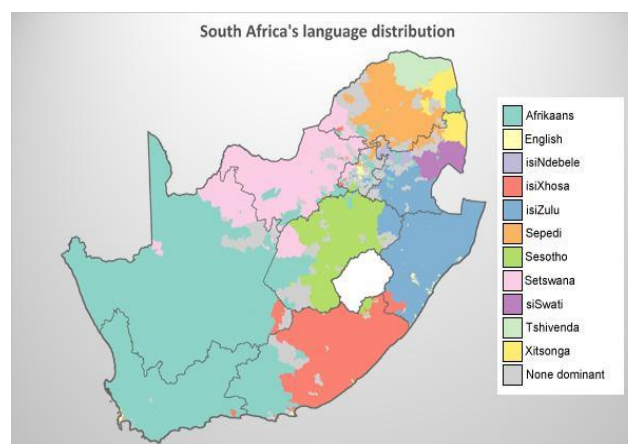 South Africa's language distribution
Afrikaans
English
isiNdebele
isiXhosa
isiZulu
Sepedi
Sesotho
Setswana
siSwati
Tshivenda
Xitsonga
None dominant